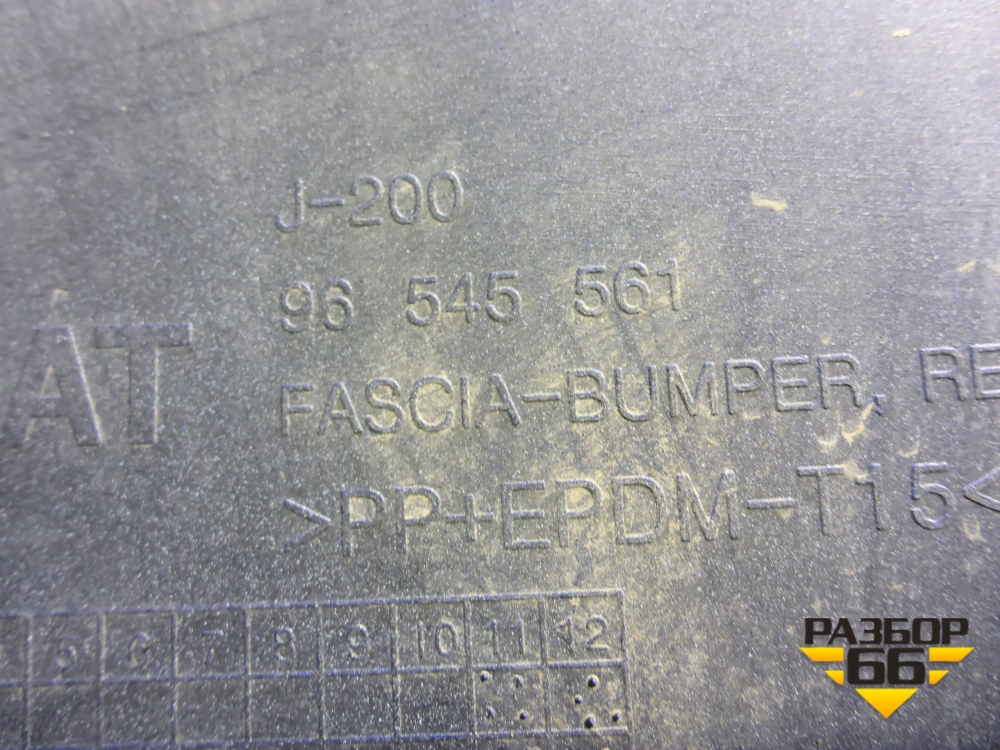 J-200
96 545 561
AT
FASCIA-BUMPER, RE
>PP+EPDM-T15<
5 6 7 8 9 10 11 12
РАЗБОР
66